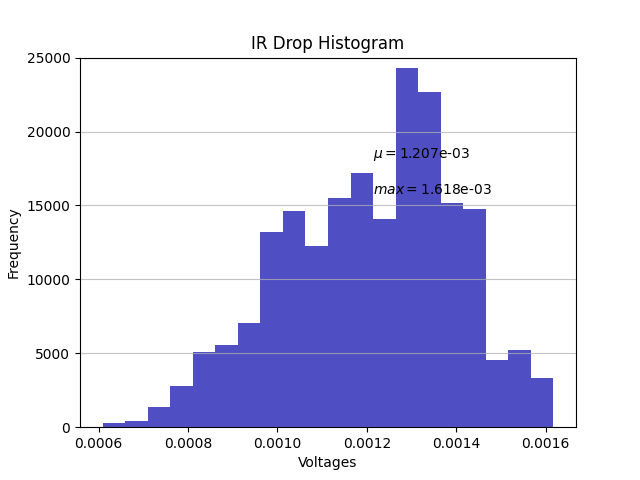 IR Drop Histogram
25000
20000
15000
10000
5000
0
Frequency
μ = 1.207e-03
max = 1.618e-03
0.0006 0.0008 0.0010 0.0012 0.0014 0.0016
Voltages